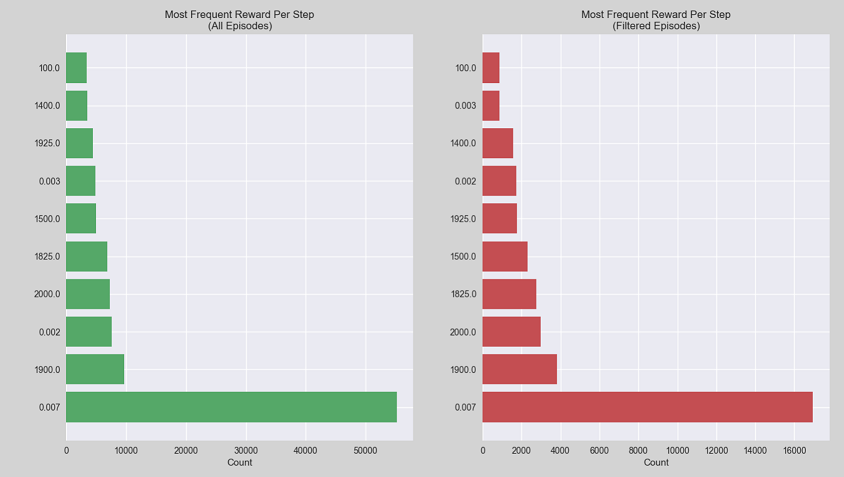 Most Frequent Reward Per Step
(All Episodes)
100.0
1400.0
1925.0
0.003
1500.0
1825.0
2000.0
0.002
1900.0
0.007
0 10000 20000 30000 40000 50000
Count
Most Frequent Reward Per Step
(Filtered Episodes)
100.0
0.003
1400.0
0.002
1925.0
1500.0
1825.0
2000.0
1900.0
0.007
0 2000 4000 6000 8000 10000 12000 14000 16000
Count